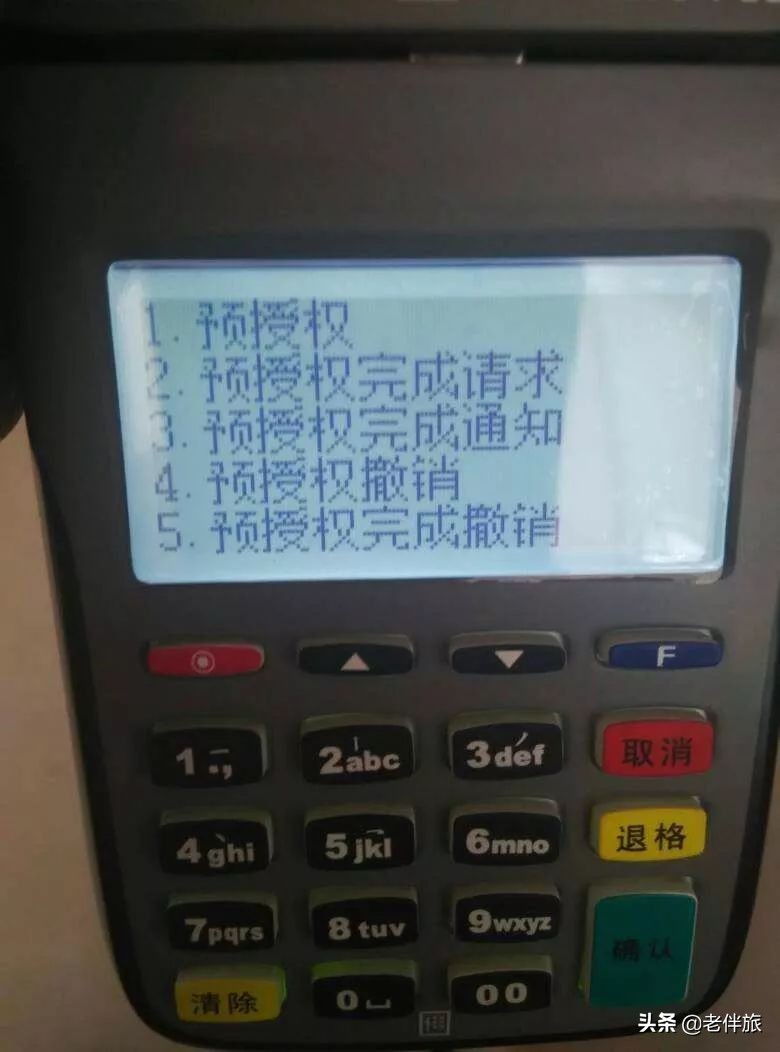 1.预授权
2.预授权完成请求
3.预授权完成通知
4.预授权撤销
5.预授权完成撤销
F
1.,
2abc
3def
取消
4ghi
5jkl
6mno
退格
7pqrs
8tuv
9wxyz
确认
清除
0
00
头条 @老伴旅